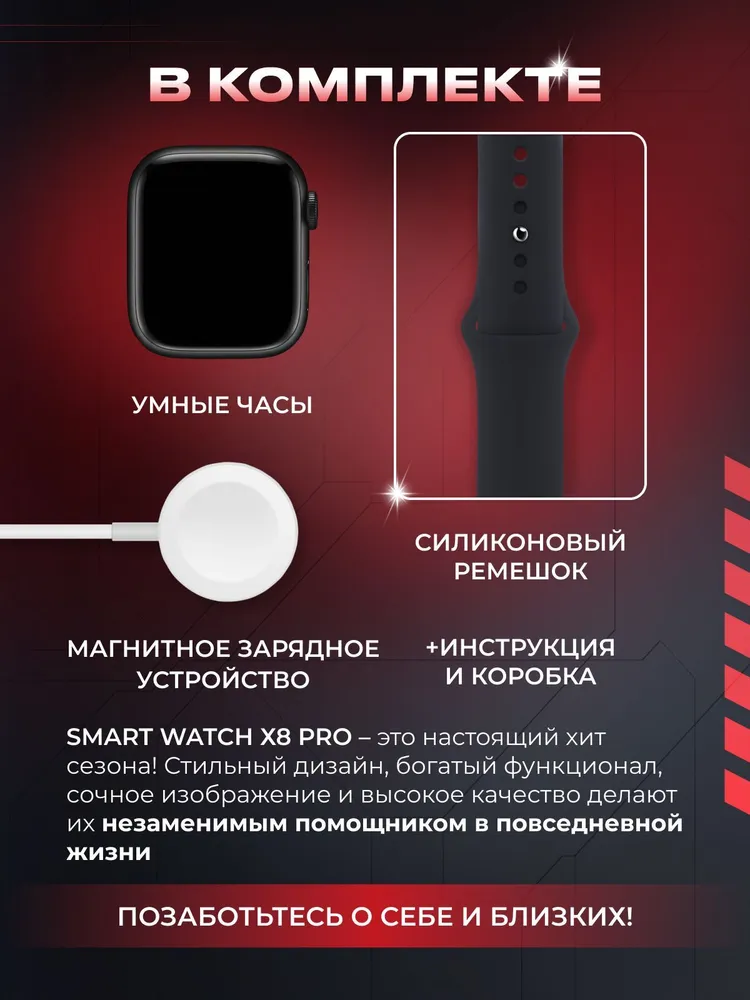 В КОМПЛЕКТЕ
УМНЫЕ ЧАСЫ
СИЛИКОНОВЫЙ
РЕМЕШОК
МАГНИТНОЕ ЗАРЯДНОЕ
УСТРОЙСТВО
+ИНСТРУКЦИЯ
И КОРОБКА
SMART WATCH X8 PRO – это настоящий хит
сезона! Стильный дизайн, богатый функционал,
сочное изображение и высокое качество делают
их незаменимым помощником в повседневной
жизни
ПОЗАБОТЬТЕСЬ О СЕБЕ И БЛИЗКИХ!